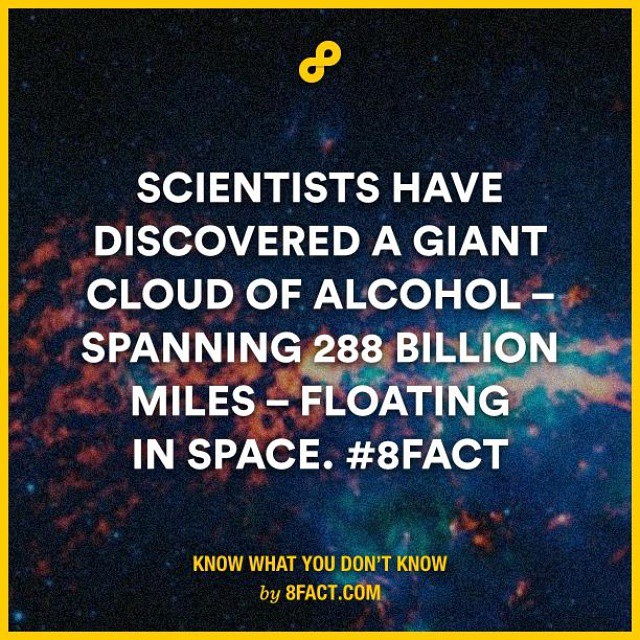 SCIENTISTS HAVE
DISCOVERED A GIANT
CLOUD OF ALCOHOL –
SPANNING 288 BILLION
MILES – FLOATING
IN SPACE. #8FACT
KNOW WHAT YOU DON'T KNOW
by 8FACT.COM